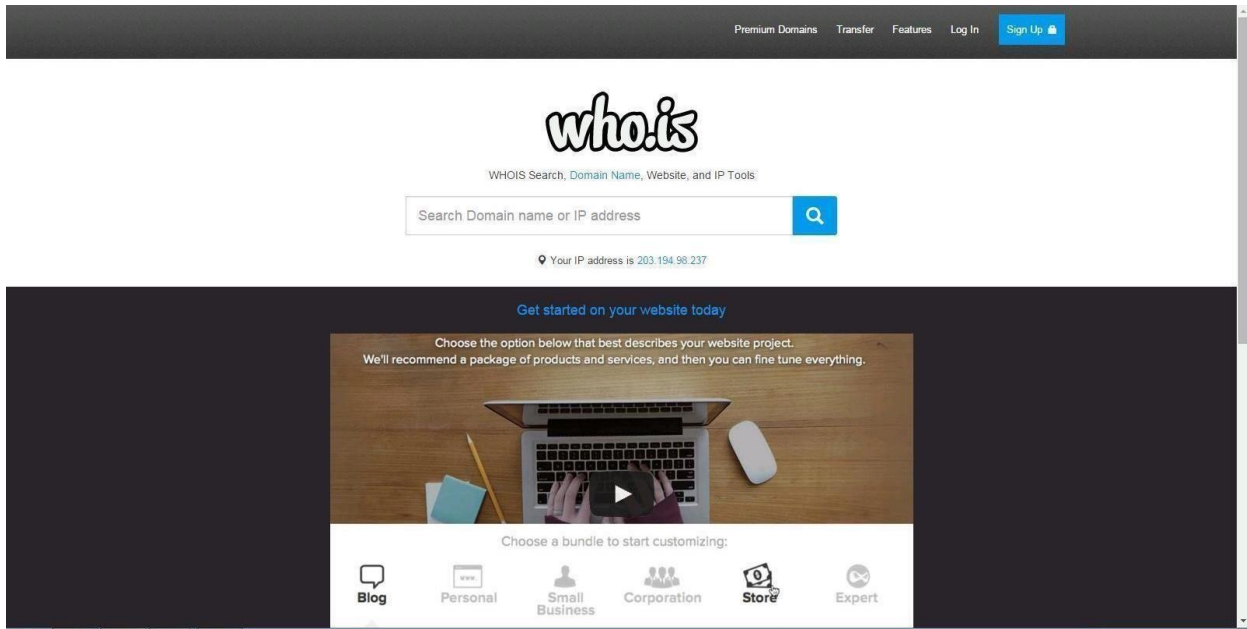 Premium Domains Transfer Features Log In Sign Up
who.is
WHOIS Search, Domain Name, Website, and IP Tools
Search Domain name or IP address
Your IP address is 203.194.98.237
Get started on your website today
Choose the option below that best describes your website project.
We'll recommend a package of products and services, and then you can fine tune everything.
Choose a bundle to start customizing:
www.
Blog Personal Small Business Corporation Store Expert